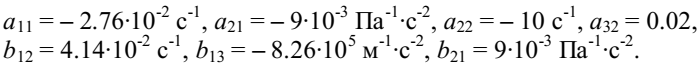 a₁₁ = – 2.76·10⁻² с⁻¹, a₂₁ = – 9·10⁻³ Па⁻¹·с⁻², a₂₂ = – 10 с⁻¹, a₃₂ = 0.02,
b₁₂ = 4.14·10⁻² с⁻¹, b₁₃ = – 8.26·10⁵ м⁻¹·с⁻², b₂₁ = 9·10⁻³ Па⁻¹·с⁻².